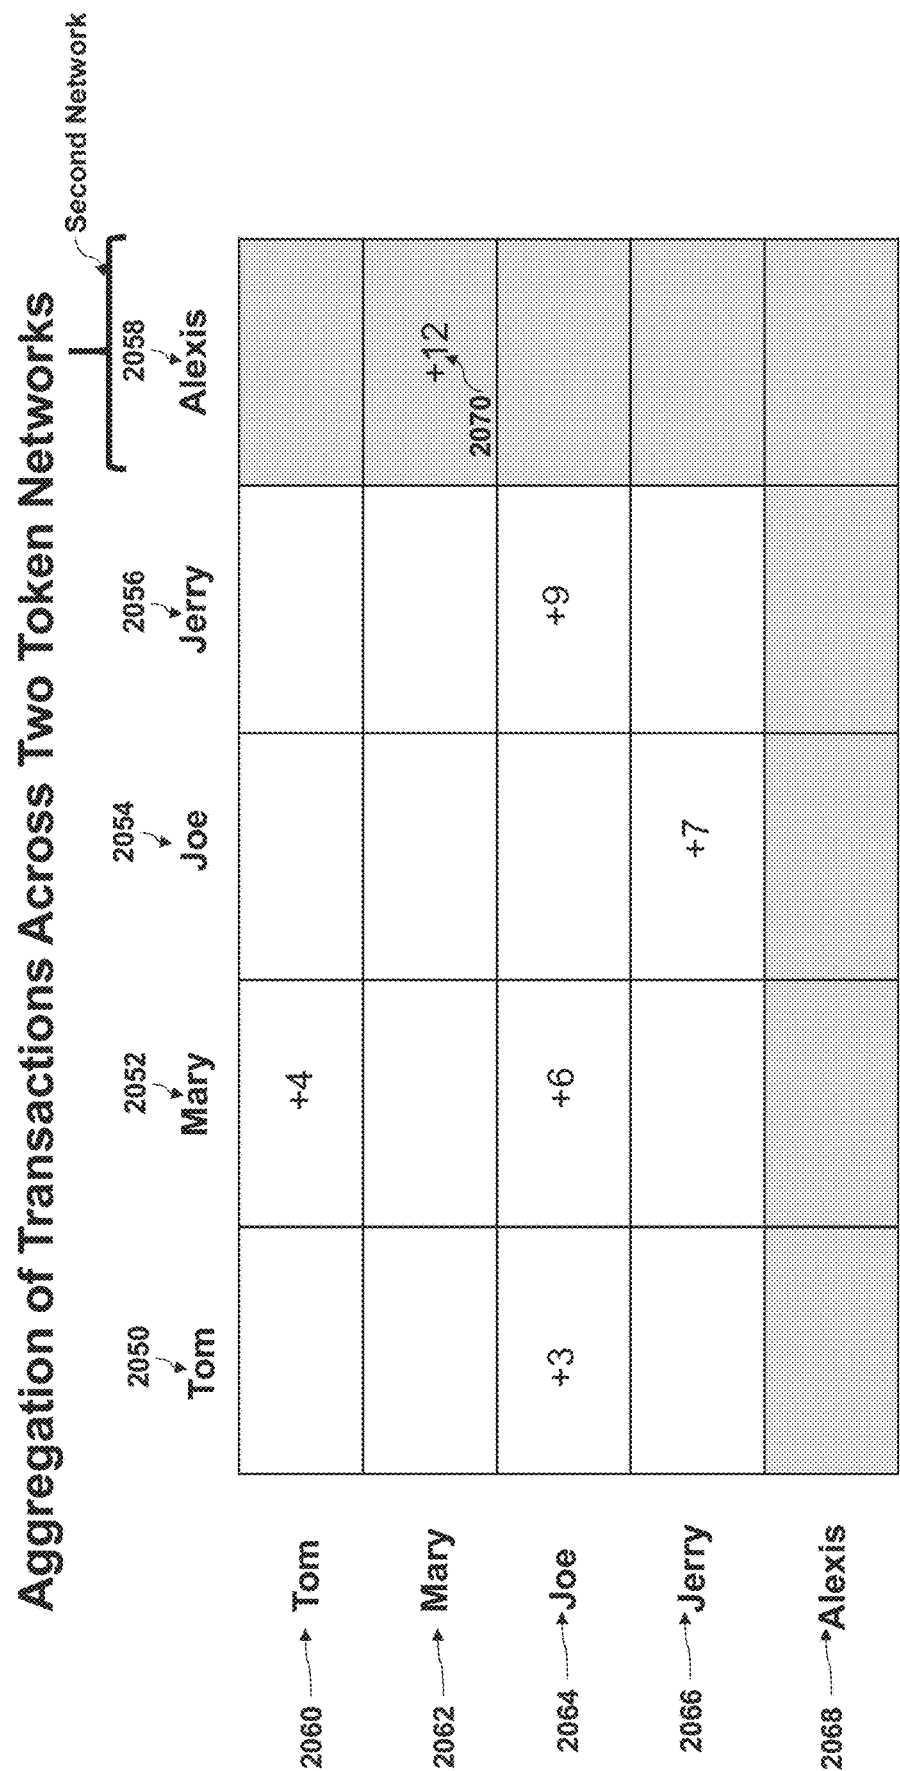 Aggregation of Transactions Across Two Token Networks
Second Network
2050 2052 2054 2056 2058
Tom Mary Joe Jerry Alexis
2060 Tom +4
2062 Mary +12
2070
2064 Joe +3 +6 +9
2066 Jerry +7
2068 Alexis